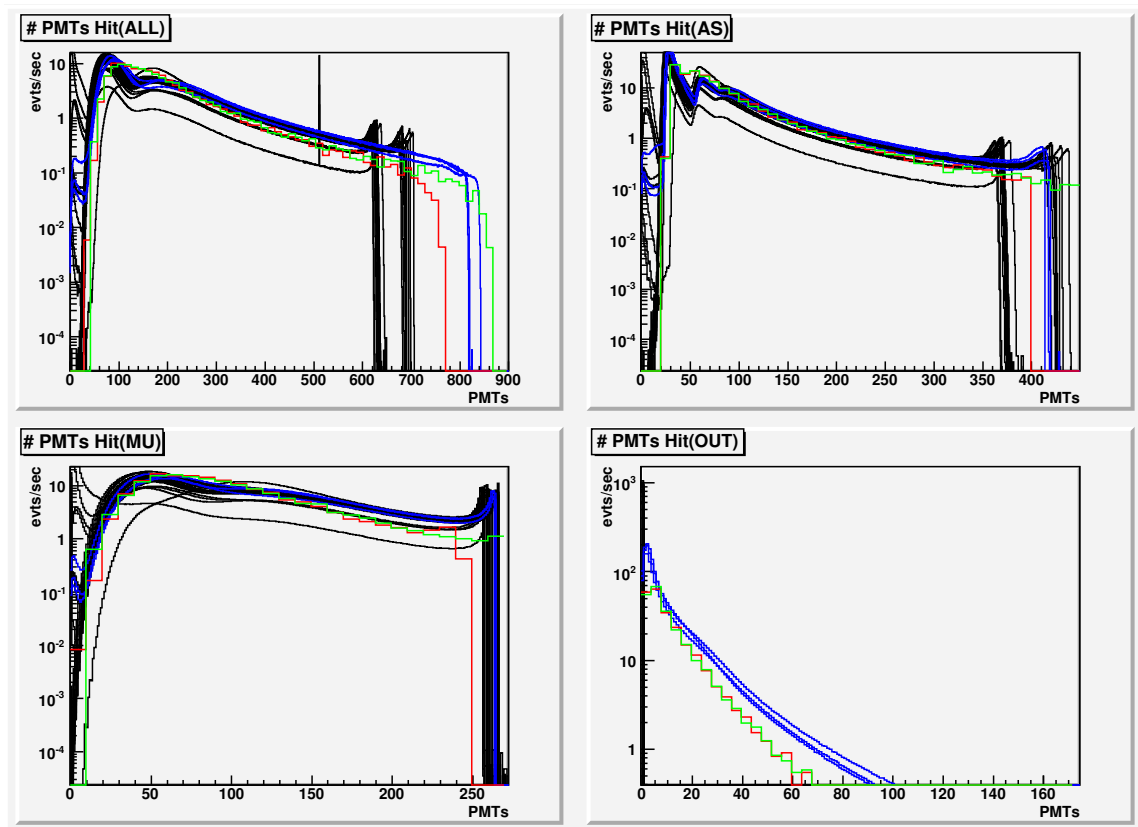 # PMTs Hit(ALL)
evts/sec
10
1
10-1
10-2
10-3
10-4
0 100 200 300 400 500 600 700 800 900
PMTs
# PMTs Hit(AS)
evts/sec
10
1
10-1
10-2
10-3
10-4
0 50 100 150 200 250 300 350 400
PMTs
# PMTs Hit(MU)
evts/sec
10
1
10-1
10-2
10-3
10-4
0 50 100 150 200 250
PMTs
# PMTs Hit(OUT)
evts/sec
103
102
10
1
0 20 40 60 80 100 120 140 160
PMTs